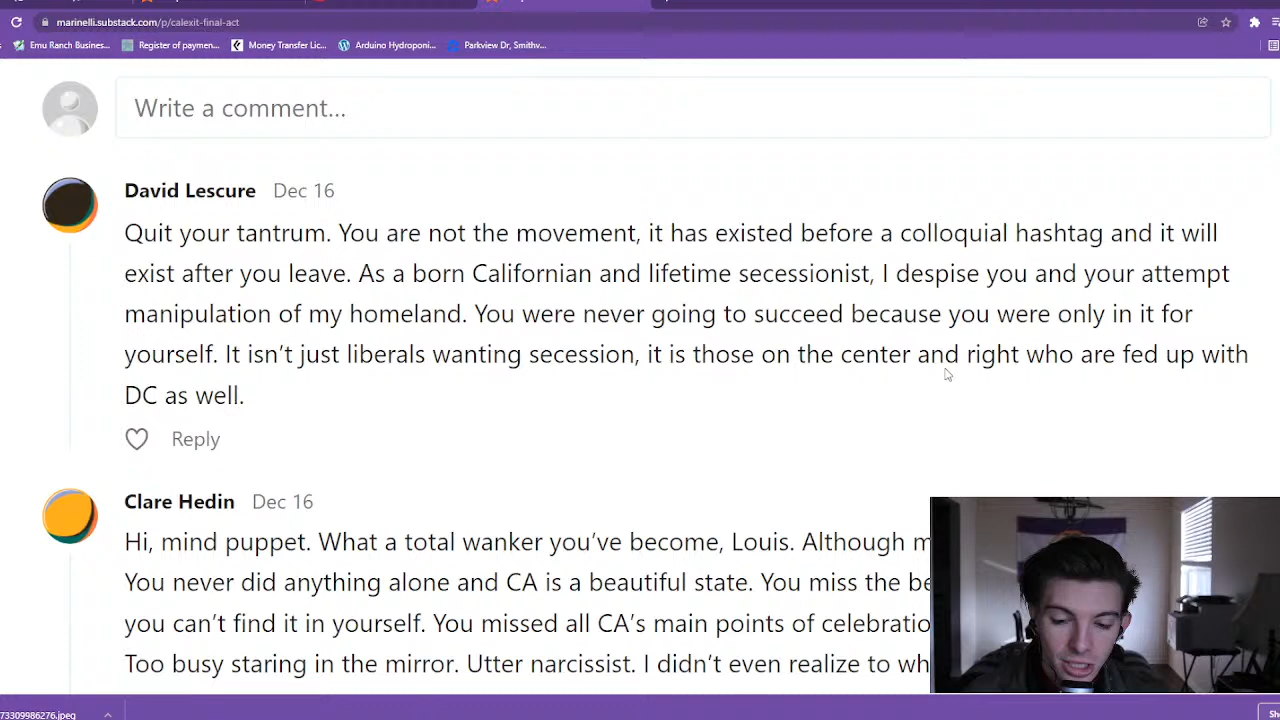 marinelli.substack.com/p/calexit-final-act
Emu Ranch Busines... Register of paymen... Money Transfer Lic... Arduino Hydroponi... Parkview Dr, Smithv...
Write a comment...
David Lescure Dec 16
Quit your tantrum. You are not the movement, it has existed before a colloquial hashtag and it will
exist after you leave. As a born Californian and lifetime secessionist, I despise you and your attempt
manipulation of my homeland. You were never going to succeed because you were only in it for
yourself. It isn't just liberals wanting secession, it is those on the center and right who are fed up with
DC as well.
Reply
Clare Hedin Dec 16
Hi, mind puppet. What a total wanker you've become, Louis. Although
You never did anything alone and CA is a beautiful state. You miss the
you can't find it in yourself. You missed all CA's main points of
Too busy staring in the mirror. Utter narcissist. I didn't even realize to
73309986276.jpeg